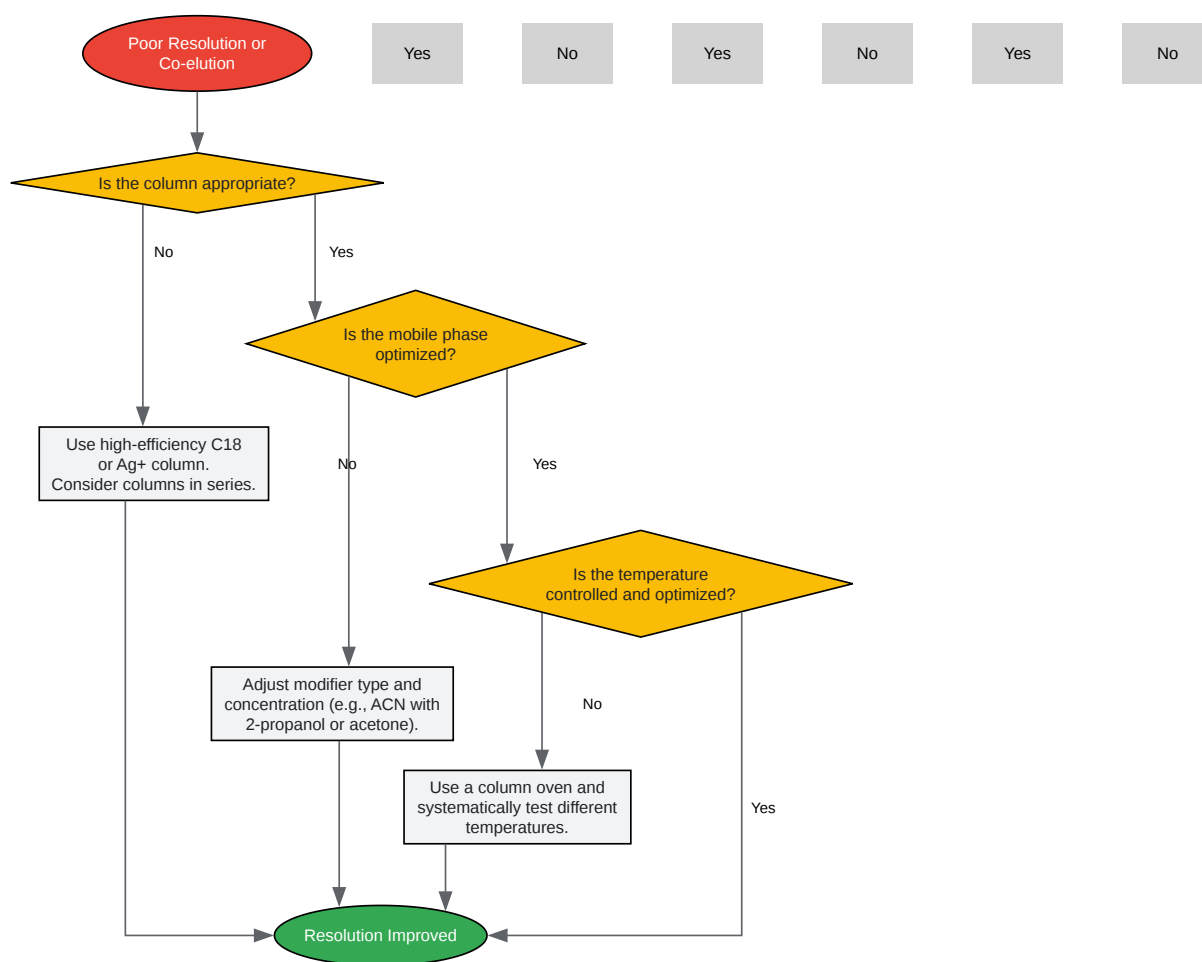 Poor Resolution or
Co-elution
Yes
No
Yes
No
Yes
No
Is the column appropriate?
No
Yes
Is the mobile phase
optimized?
Use high-efficiency C18
or Ag+ column.
Consider columns in series.
No
Yes
Is the temperature
controlled and optimized?
Adjust modifier type and
concentration (e.g., ACN with
2-propanol or acetone).
No
Use a column oven and
systematically test different
temperatures.
Yes
Resolution Improved